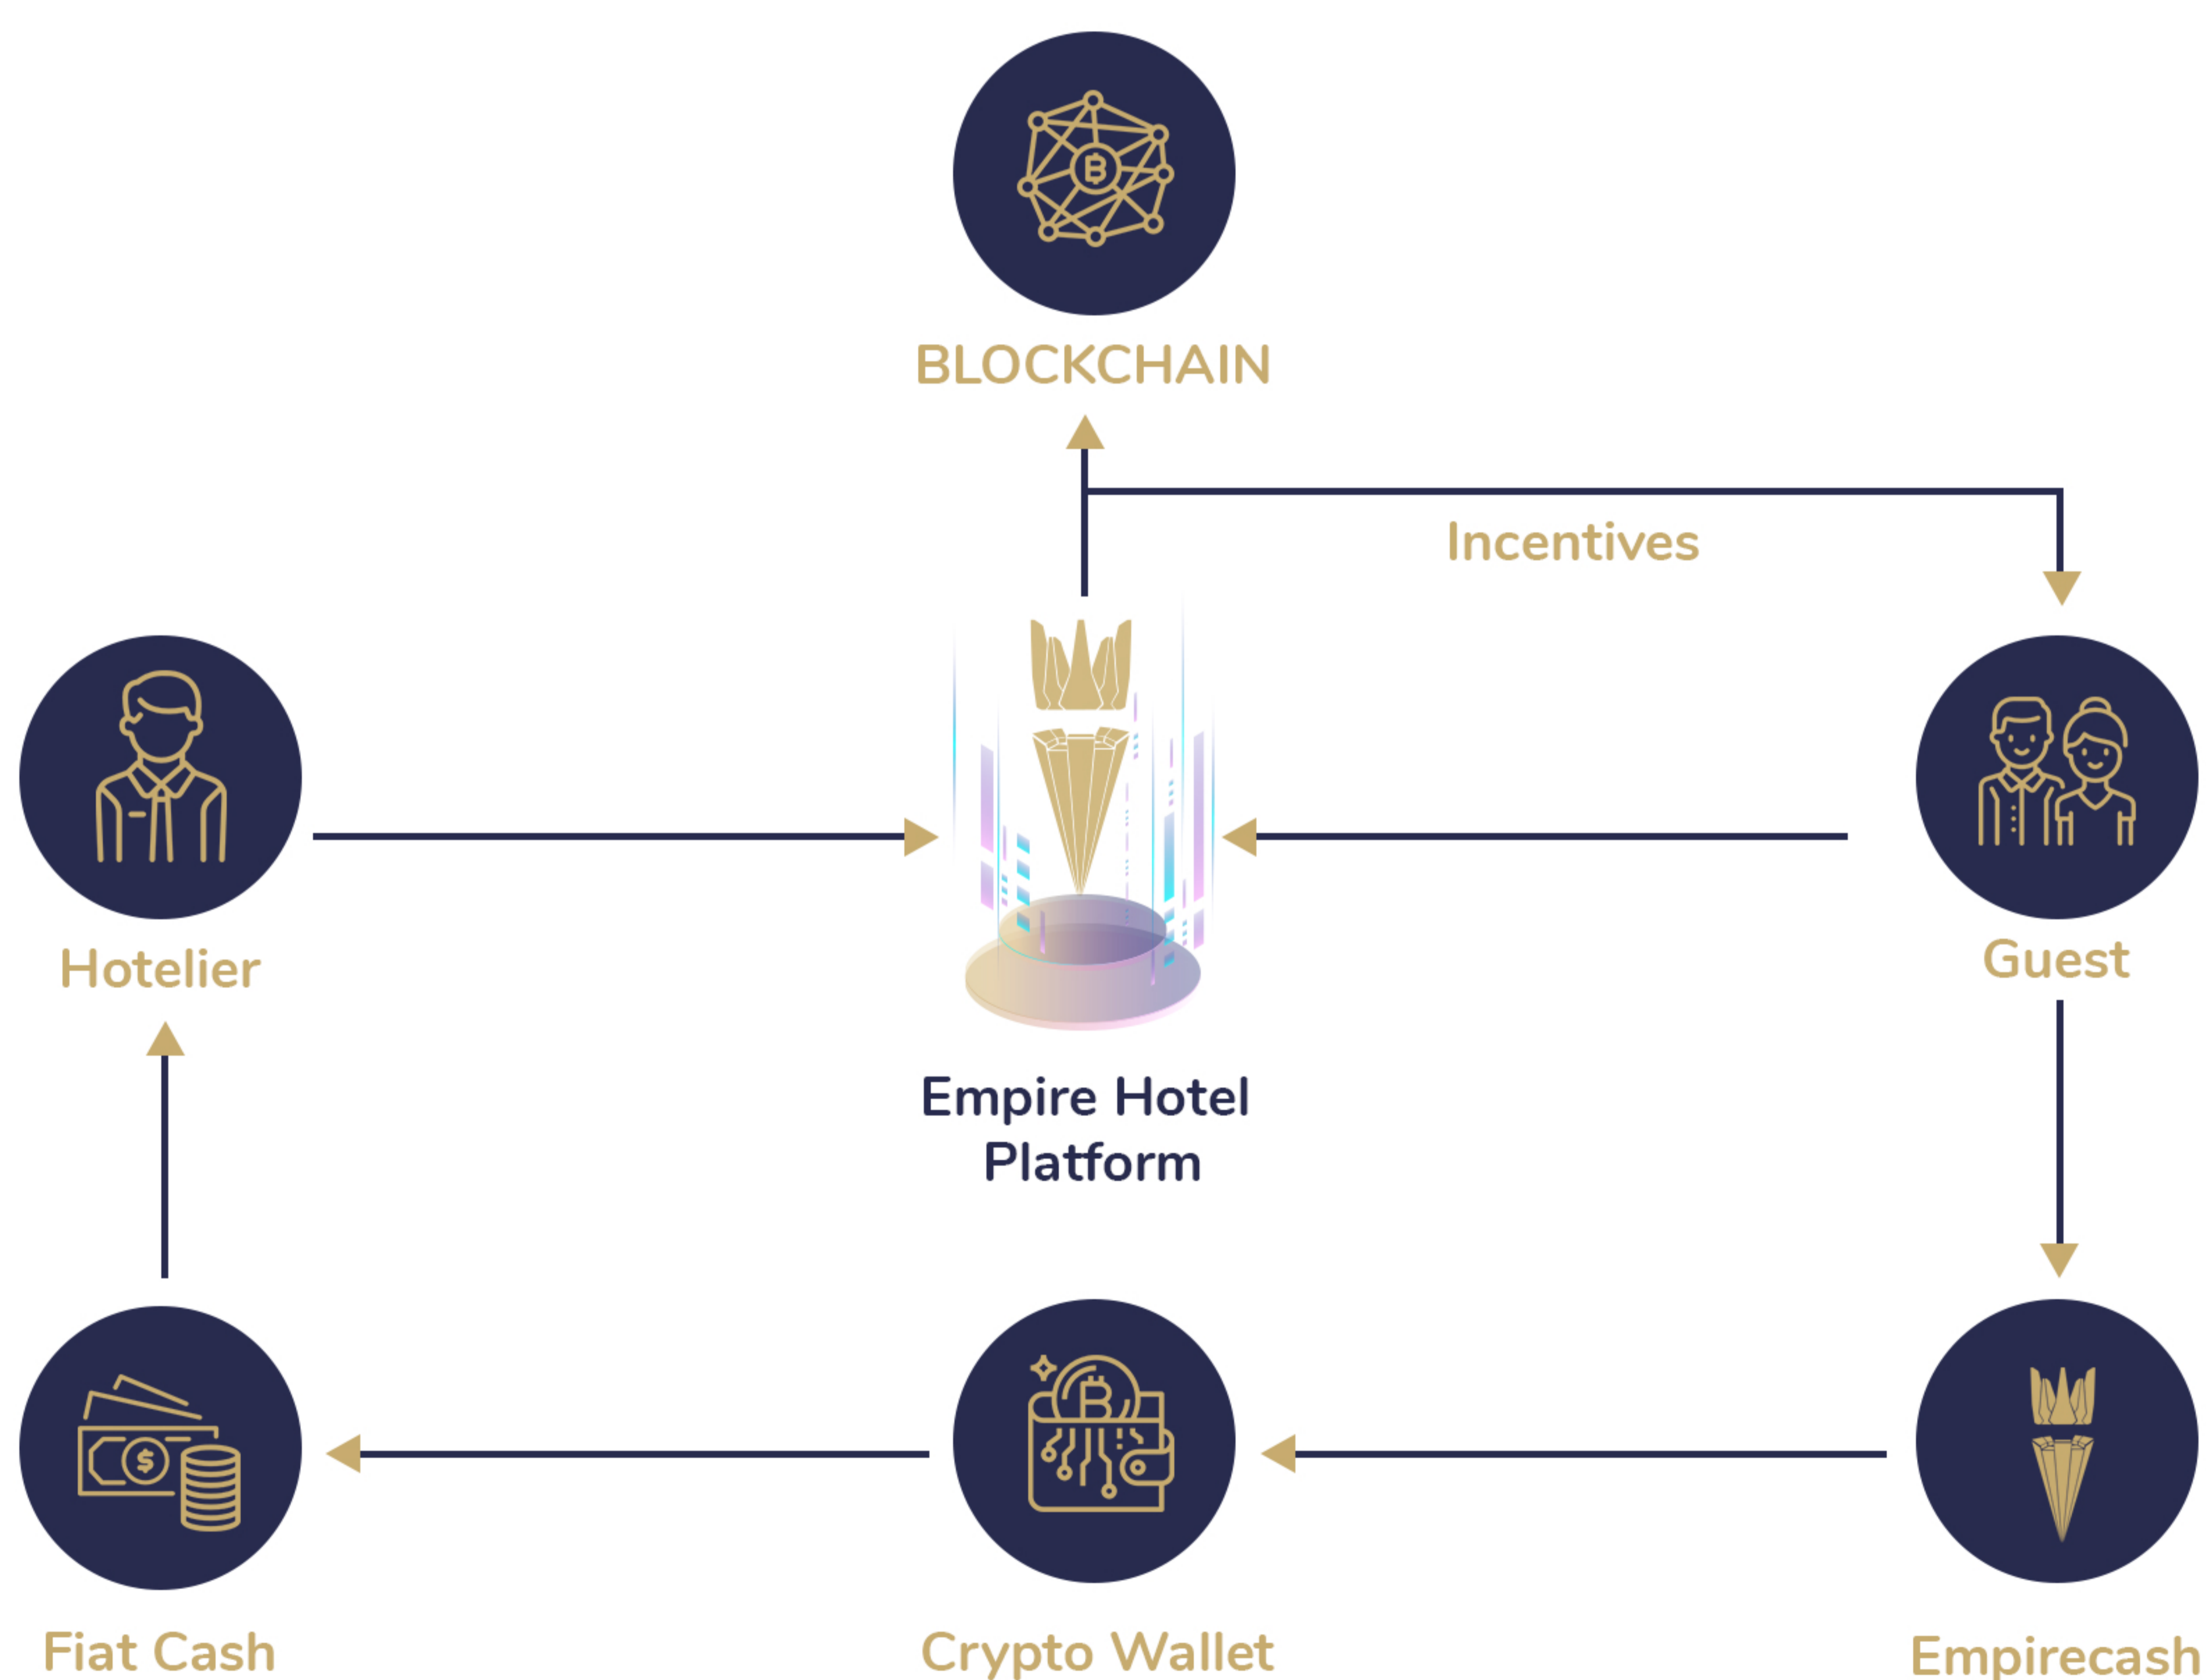 BLOCKCHAIN
Incentives
Hotelier
Guest
Empire Hotel
Platform
Fiat Cash
Crypto Wallet
Empirecash